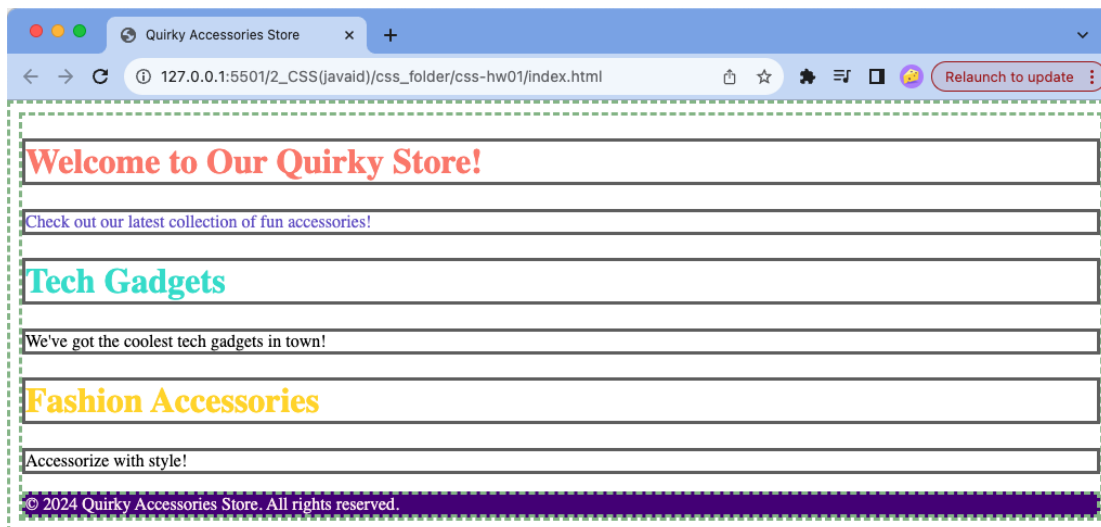 Quirky Accessories Store
127.0.0.1:5501/2_CSS(javaid)/css_folder/css-hw01/index.html
Relaunch to update
Welcome to Our Quirky Store!
Check out our latest collection of fun accessories!
Tech Gadgets
We've got the coolest tech gadgets in town!
Fashion Accessories
Accessorize with style!
© 2024 Quirky Accessories Store. All rights reserved.